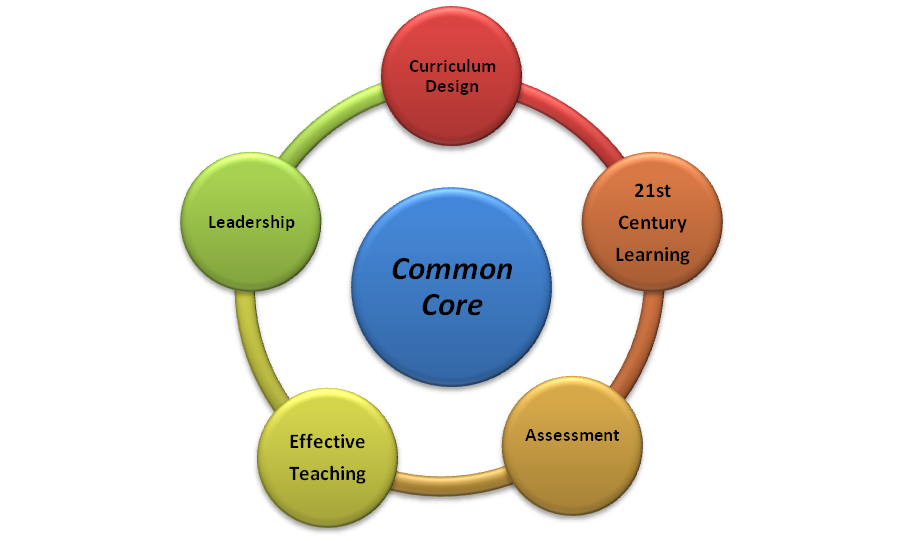 Curriculum
Design
21st
Century
Learning
Leadership
Common
Core
Assessment
Effective
Teaching